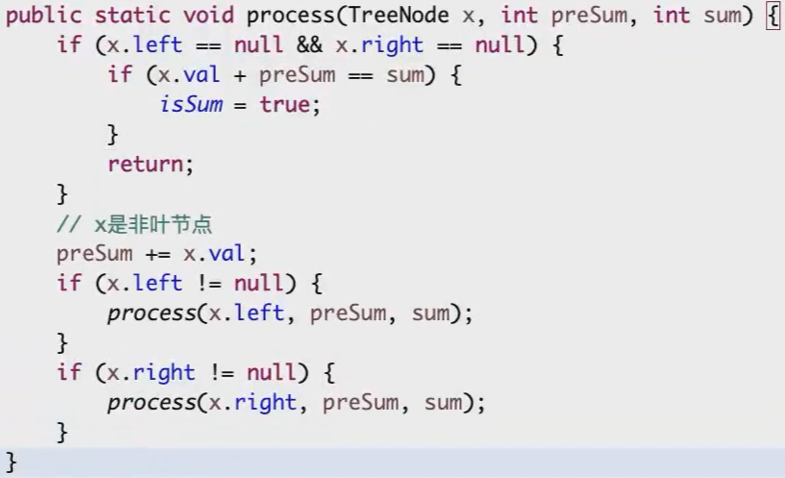 public static void process(TreeNode x, int preSum, int sum) {
    if (x.left == null && x.right == null) {
        if (x.val + preSum == sum) {
            isSum = true;
        }
        return;
    }
    // x是非叶节点
    preSum += x.val;
    if (x.left != null) {
        process(x.left, preSum, sum);
    }
    if (x.right != null) {
        process(x.right, preSum, sum);
    }
}